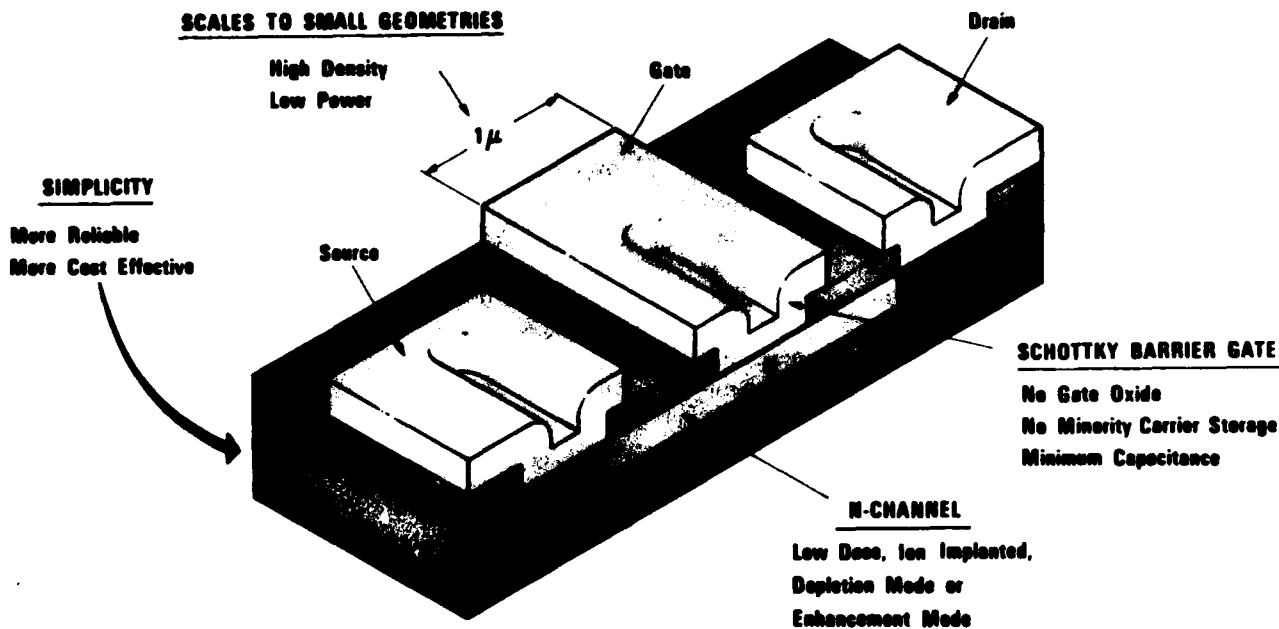 SCALES TO SMALL GEOMETRIES
High Density
Low Power
Drain
Gate
1μ
SIMPLICITY
More Reliable
More Cost Effective
Source
SCHOTTKY BARRIER GATE
No Gate Oxide
No Minority Carrier Storage
Minimum Capacitance
N-CHANNEL
Low Dose, Ion Implanted,
Depletion Mode or
Enhancement Mode